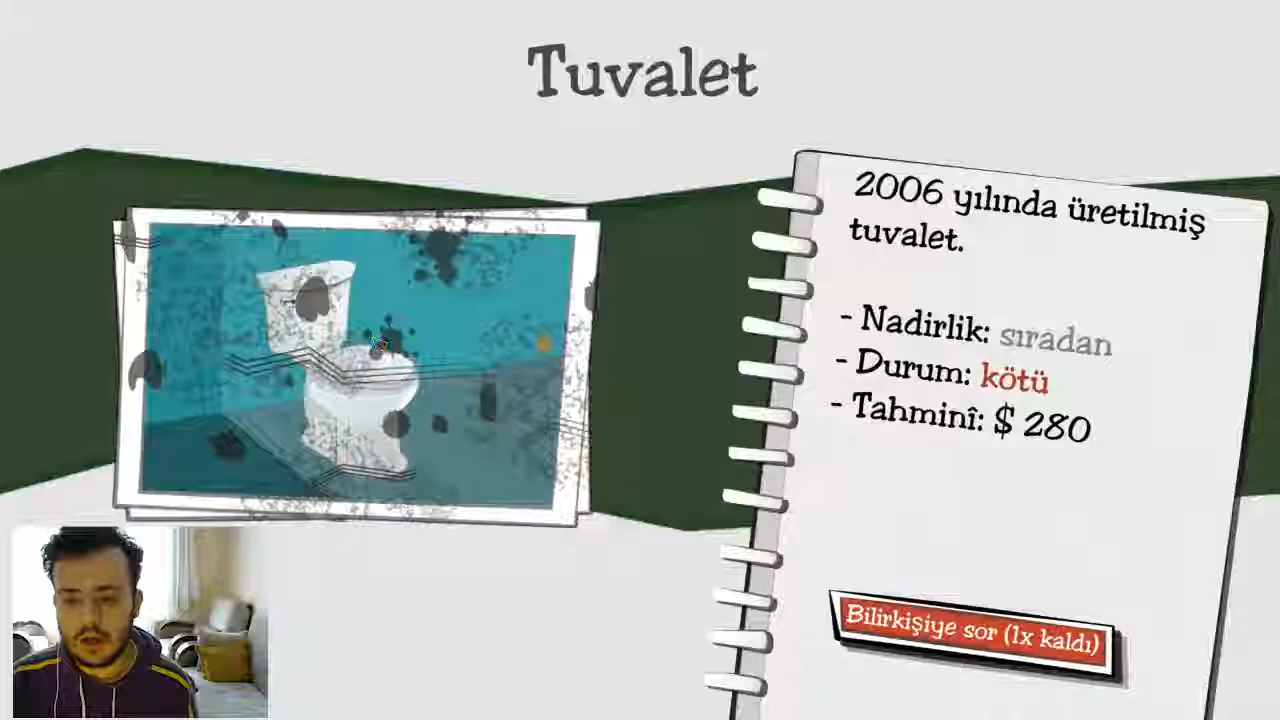 Tuvalet
2006 yılında üretilmiş
tuvalet.
- Nadirlik: sıradan
- Durum: kötü
- Tahminî: $ 280
Bilirkişiye sor (1x kaldı)